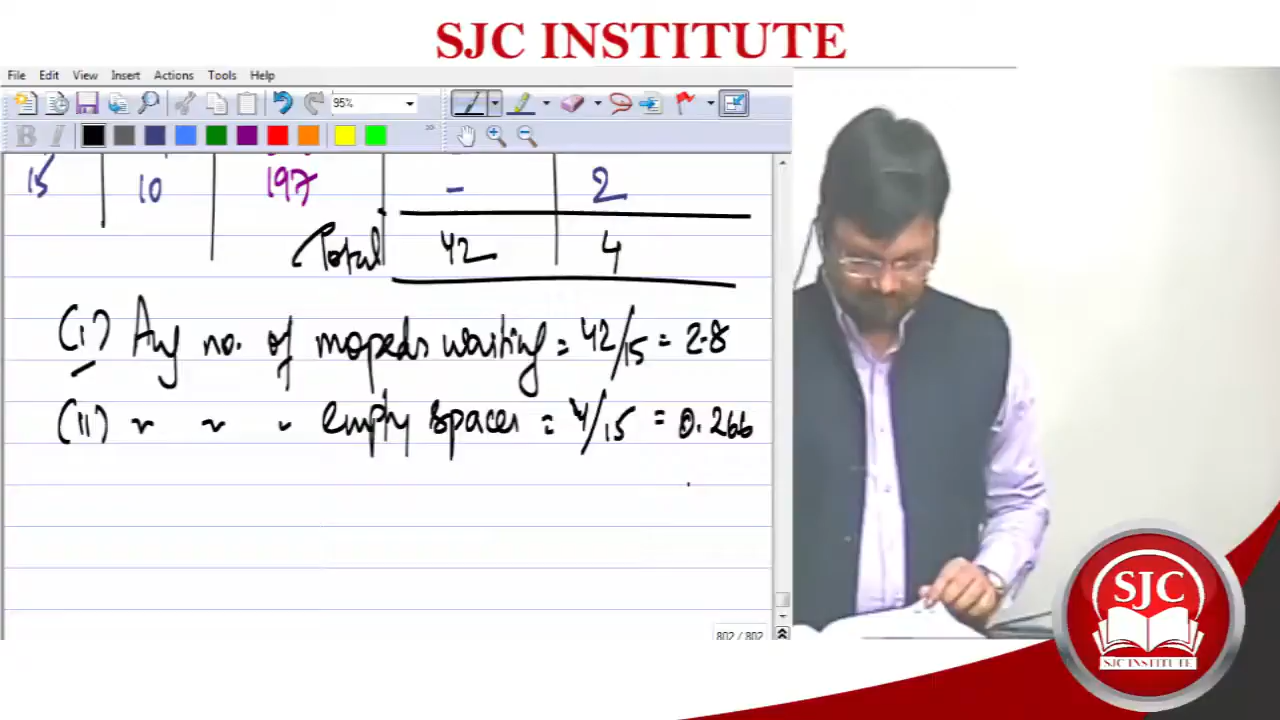 SJC INSTITUTE
File Edit View Insert Actions Tools Help
95%
B I
15 10 197 - 2
Total 42 4
(i) Avg no. of mopeds waiting = 42/15 = 2.8
(ii) " " " empty spaces = 4/15 = 0.266
802 / 802
SJC
SJC INSTITUTE